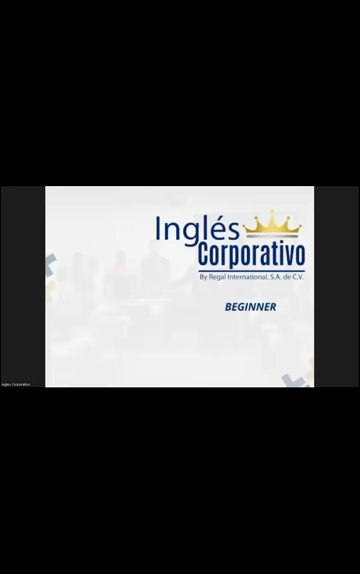 Inglés
Corporativo
By Regal International, S.A. de C.V.
BEGINNER
Inglés Corporativo